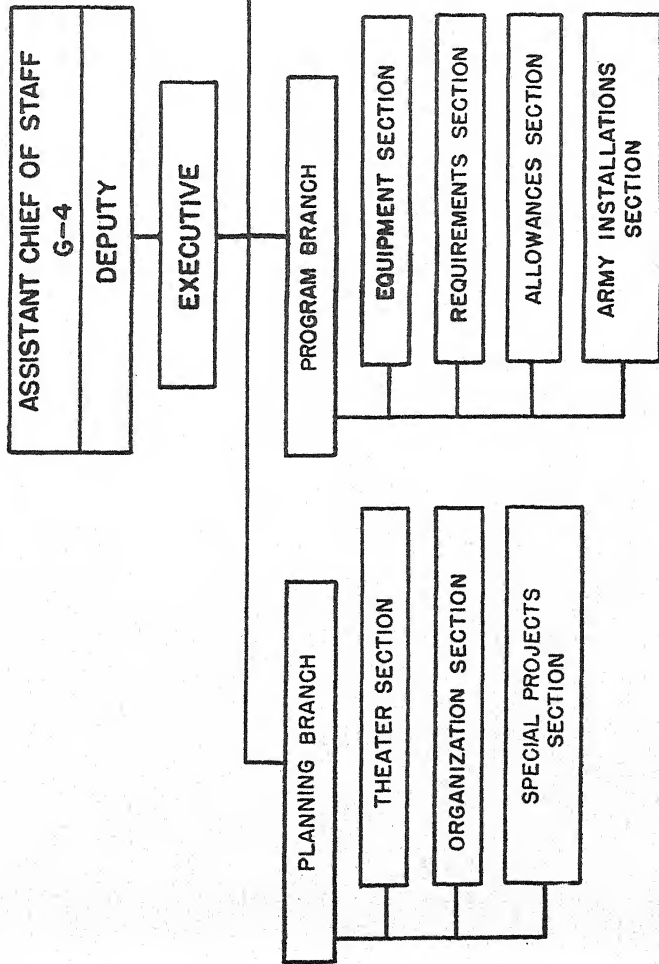 ASSISTANT CHIEF OF STAFF
G-4
DEPUTY
EXECUTIVE
PLANNING BRANCH
THEATER SECTION
ORGANIZATION SECTION
SPECIAL PROJECTS
SECTION
PROGRAM BRANCH
EQUIPMENT SECTION
REQUIREMENTS SECTION
ALLOWANCES SECTION
ARMY INSTALLATIONS
SECTION